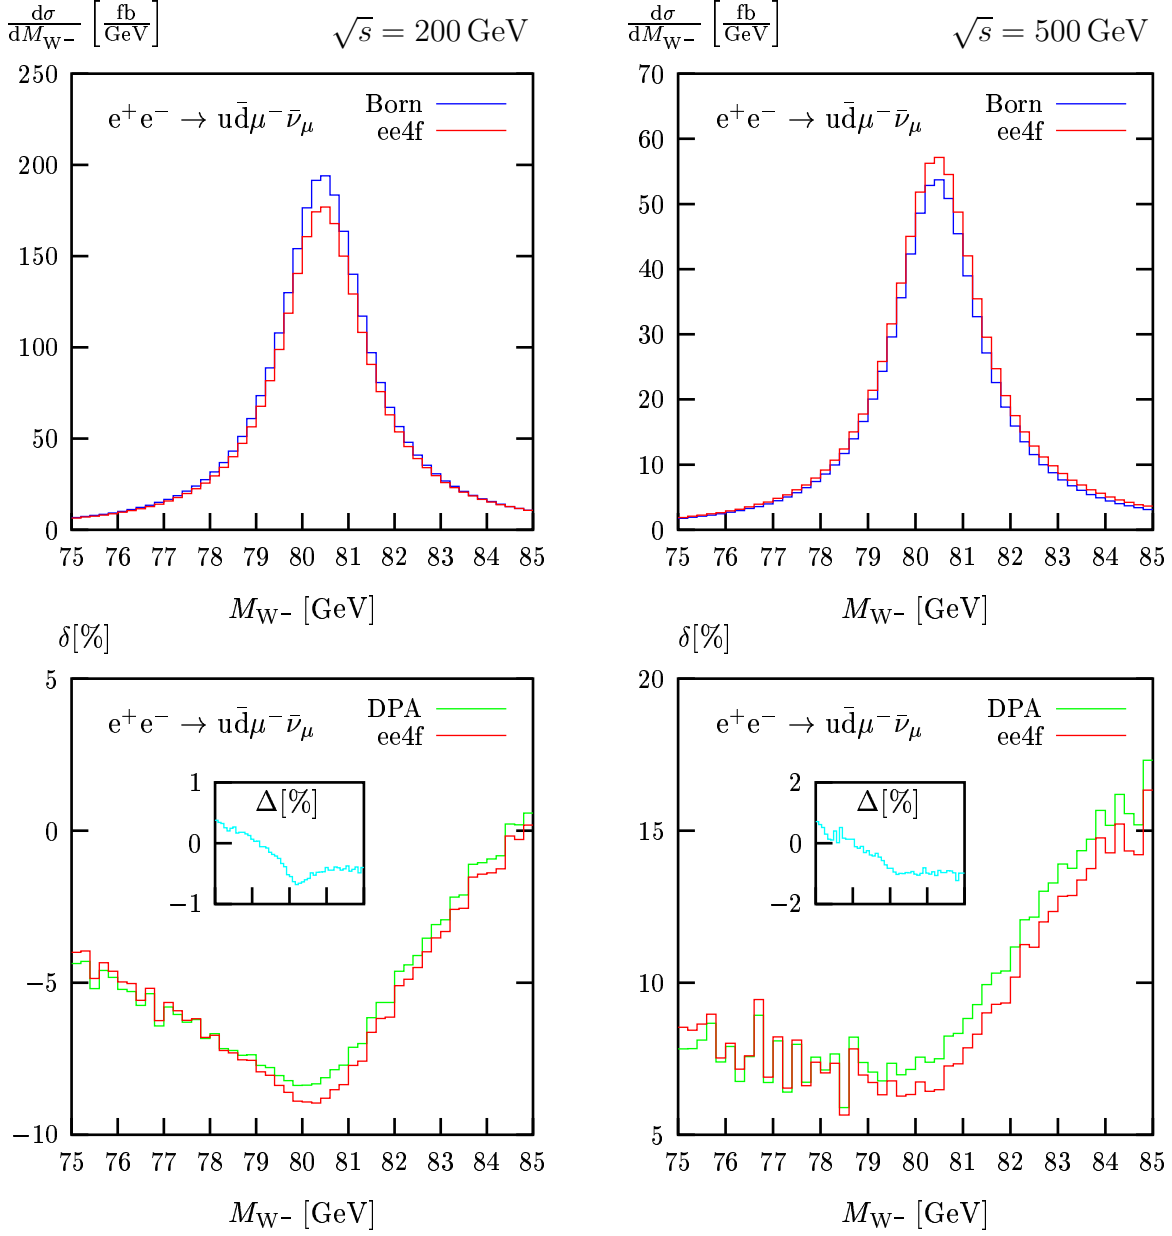 dσ/dM_W- [fb/GeV] √s = 200 GeV
250
200
150
100
50
0
e⁺e⁻ → ud̄μ⁻ν̄_μ
Born
ee4f
75 76 77 78 79 80 81 82 83 84 85
M_W- [GeV]
dσ/dM_W- [fb/GeV] √s = 500 GeV
70
60
50
40
30
20
10
0
e⁺e⁻ → ud̄μ⁻ν̄_μ
Born
ee4f
75 76 77 78 79 80 81 82 83 84 85
M_W- [GeV]
δ[%]
5
0
−5
−10
e⁺e⁻ → ud̄μ⁻ν̄_μ
DPA
ee4f
1
0
−1
Δ[%]
75 76 77 78 79 80 81 82 83 84 85
M_W- [GeV]
δ[%]
20
15
10
5
e⁺e⁻ → ud̄μ⁻ν̄_μ
DPA
ee4f
2
0
−2
Δ[%]
75 76 77 78 79 80 81 82 83 84 85
M_W- [GeV]